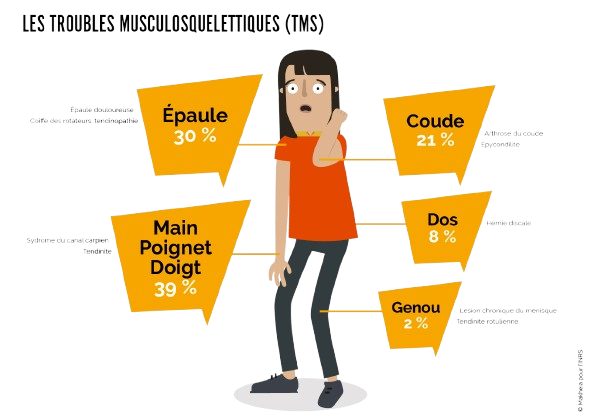 LES TROUBLES MUSCULOSQUELETTIQUES (TMS)
Épaule douloureuse
Coiffe des rotateurs, Tendinopathie
Épaule
30 %
Coude
21 %
Arthrose du coude
Epycondilite
Sydrome du canal carpien
Tendinite
Main
Poignet
Doigt
39 %
Dos
8 %
Hernie discale
Genou
2 %
Lésion chronique du ménisque
Tendinite rotulienne
© Makheia pour l'INRS